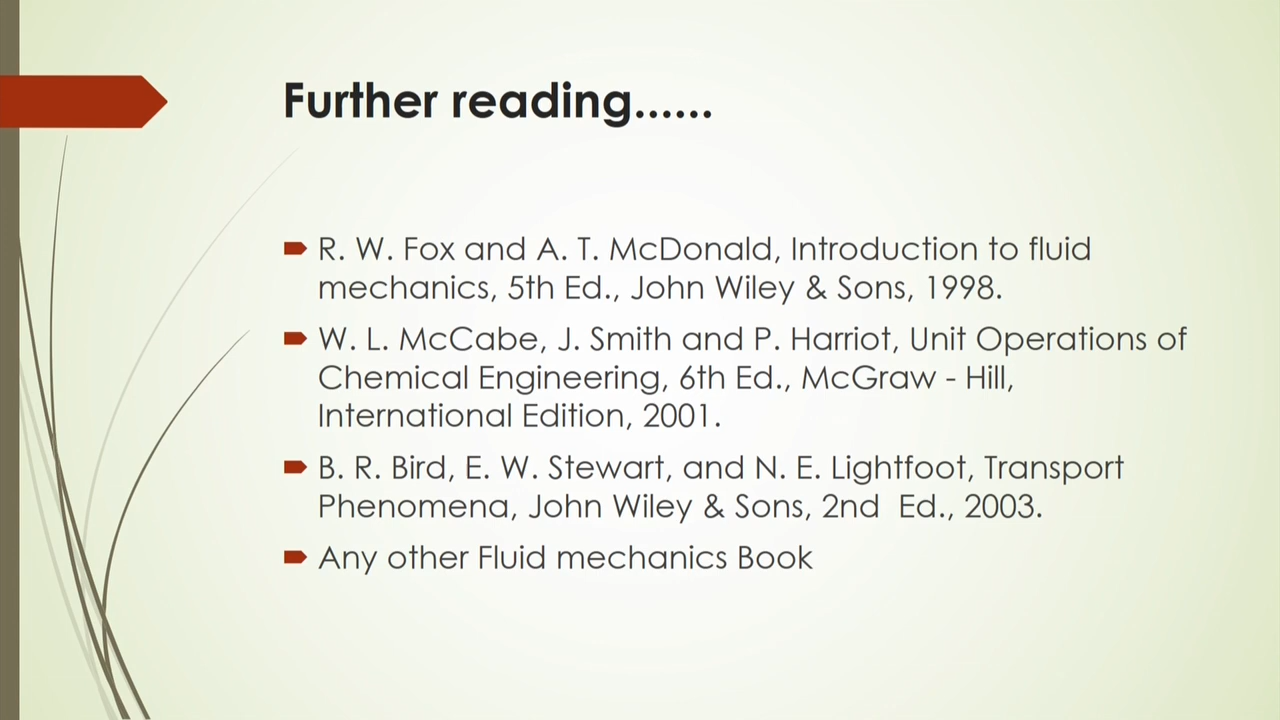 Further reading......
R. W. Fox and A. T. McDonald, Introduction to fluid
mechanics, 5th Ed., John Wiley & Sons, 1998.
W. L. McCabe, J. Smith and P. Harriot, Unit Operations of
Chemical Engineering, 6th Ed., McGraw - Hill,
International Edition, 2001.
B. R. Bird, E. W. Stewart, and N. E. Lightfoot, Transport
Phenomena, John Wiley & Sons, 2nd  Ed., 2003.
Any other Fluid mechanics Book